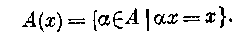 A(x) = {α∈A | αx = x}.